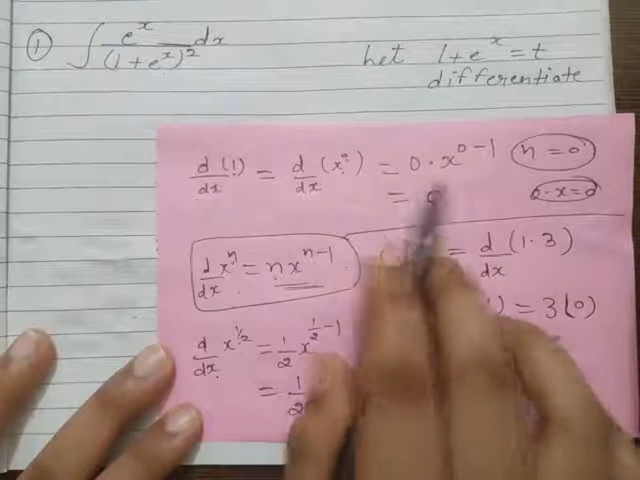 ① ∫ e^x/(1+e^x)² dx
Let 1+e^x = t
differentiate
d/dx (1) = d/dx (x⁰) = 0·x^(0-1) n = 0
= 0 0·x = 0
d/dx x^n = nx^(n-1)
= d/dx (1·3)
= 3(0)
d/dx x^(1/2) = 1/2 x^(1/2-1)
= 1/2